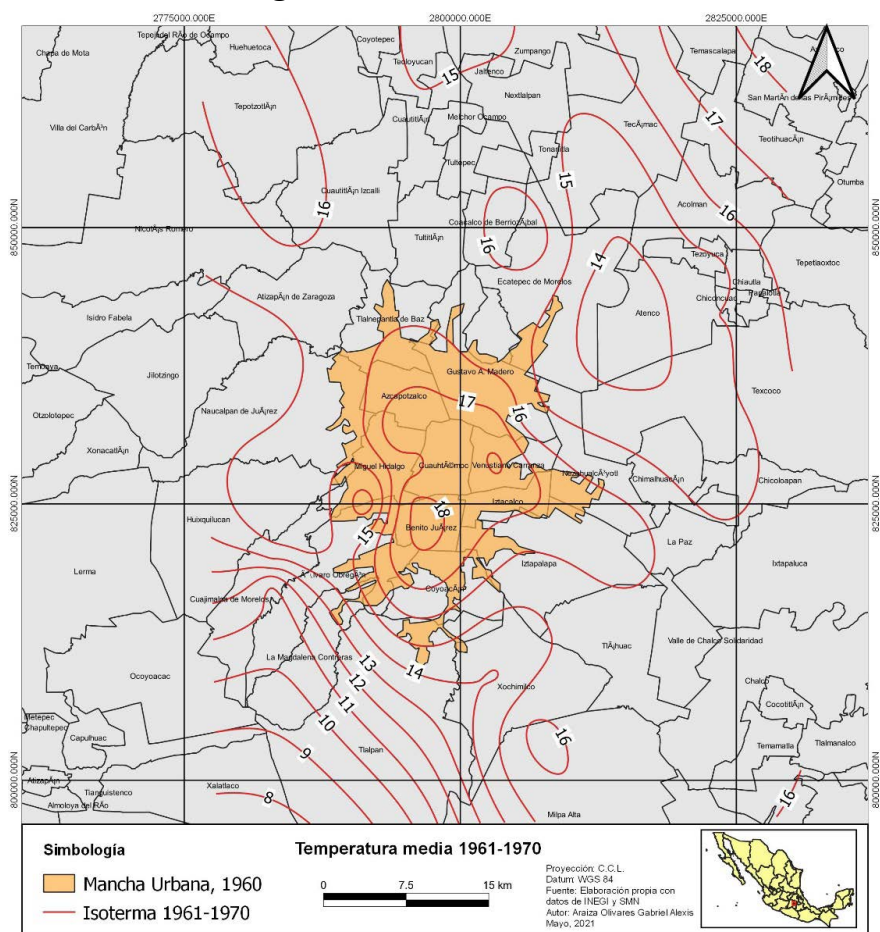 2775000.000E 2800000.000E 2825000.000E
Tepejadel RÃo de Ocampo
Coyotepec
Huehuetoca
Zumpango
Temascalapa
Chapa de Mota
Teoloyucan
15
Jaltenco
18
Nextlalpan
San MartÃ­n de las PirÃ¡mides
Tepotzotlán
17
CuautitlÃ¡n
Melchor Ocampo
TecÃ¡mac
Villa del CarbÃ³n
Teotihuacán
Tonanitla
Tultepec
15
Otumba
CuautitlÃ¡n Izcalli
16
Acolman
16
Coacalco de BerriozÃ¡bal
850000.000N
850000.000N
NicolÃ¡s Romero
TultitlÃ¡n
16
Tezoyuca
14
Tepetlaoxtoc
Ecatepec de Morelos
Chiautla
AtizapÃ¡n de Zaragoza
Chiconcuac
Papalotla
Isidro Fabela
Tlalnepantla de Baz
Atenco
Temoaya
Jilotzingo
Gustavo A. Madero
Texcoco
Azcapotzalco
17
Otzolotepec
Naucalpan de JuÃ¡rez
16
XonacatlÃ¡n
Miguel Hidalgo
CuauhtÃ©moc
Venustiano Carranza
NezahualcÃ³yotl
ChimalhuacÃ¡n
Chicoloapan
825000.000N
825000.000N
Iztacalco
18
Huixquilucan
15
Benito JuÃ¡rez
La Paz
Lerma
Iztapalapa
Ixtapaluca
Ã\lvaro ObregÃ³n
CoyoacÃ¡n
Cuajimalpa de Morelos
TlÃ¡huac
Valle de Chalco Solidaridad
La Magdalena Contreras
13
14
Ocoyoacac
12
Xochimilco
Chalco
11
Metepec
Chapultepec
10
CocotitlÃ¡n
Capulhuac
16
Temamatla
Tlalmanalco
9
Tlalpan
AtizapÃ¡n
800000.000N
800000.000N
Tianguistenco
Xalatlaco
8
16
Almoloya del RÃo
Milpa Alta
Simbología
Temperatura media 1961-1970
Mancha Urbana, 1960
Isoterma 1961-1970
0 7.5 15 km
Proyección: C.C.L.
Datum: WGS 84
Fuente: Elaboración propia con
datos de INEGI y SMN
Autor: Araiza Olivares Gabriel Alexis
Mayo, 2021